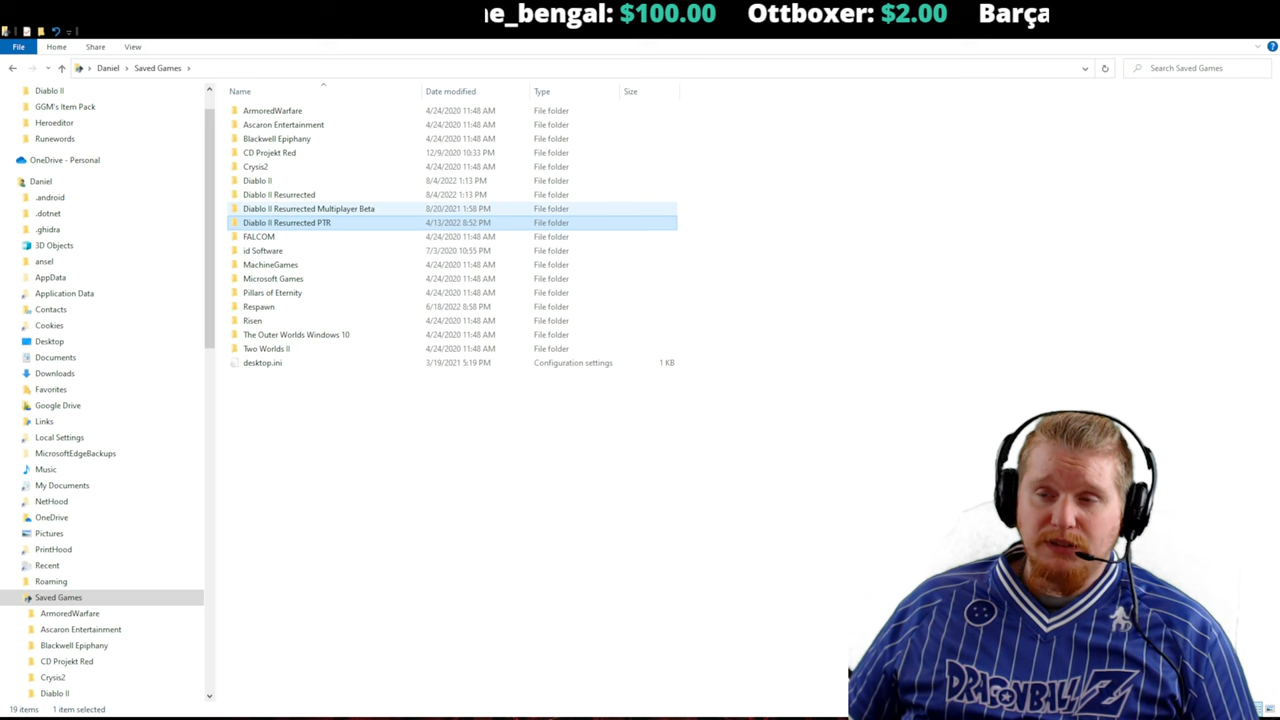 ne_bengal: $100.00 Ottboxer: $2.00 Barça
File Home Share View
Daniel Saved Games Search Saved Games
Name Date modified Type Size
Diablo II
GGM's Item Pack
Heroeditor
Runewords
OneDrive - Personal
Daniel
.android
.dotnet
.ghidra
3D Objects
ansel
AppData
Application Data
Contacts
Cookies
Desktop
Documents
Downloads
Favorites
Google Drive
Links
Local Settings
MicrosoftEdgeBackups
Music
My Documents
NetHood
OneDrive
Pictures
PrintHood
Recent
Roaming
Saved Games
ArmoredWarfare
Ascaron Entertainment
Blackwell Epiphany
CD Projekt Red
Crysis2
Diablo II
ArmoredWarfare 4/24/2020 11:48 AM File folder
Ascaron Entertainment 4/24/2020 11:48 AM File folder
Blackwell Epiphany 4/24/2020 11:48 AM File folder
CD Projekt Red 12/9/2020 10:33 PM File folder
Crysis2 4/24/2020 11:48 AM File folder
Diablo II 8/4/2022 1:13 PM File folder
Diablo II Resurrected 8/4/2022 1:13 PM File folder
Diablo II Resurrected Multiplayer Beta 8/20/2021 1:58 PM File folder
Diablo II Resurrected PTR 4/13/2022 8:52 PM File folder
FALCOM 4/24/2020 11:48 AM File folder
id Software 7/3/2020 10:55 PM File folder
MachineGames 4/24/2020 11:48 AM File folder
Microsoft Games 4/24/2020 11:48 AM File folder
Pillars of Eternity 4/24/2020 11:48 AM File folder
Respawn 6/18/2022 8:58 PM File folder
Risen 4/24/2020 11:48 AM File folder
The Outer Worlds Windows 10 4/24/2020 11:48 AM File folder
Two Worlds II 4/24/2020 11:48 AM File folder
desktop.ini 3/19/2021 5:19 PM Configuration settings 1 KB
DRAGONBALL Z
19 items 1 item selected